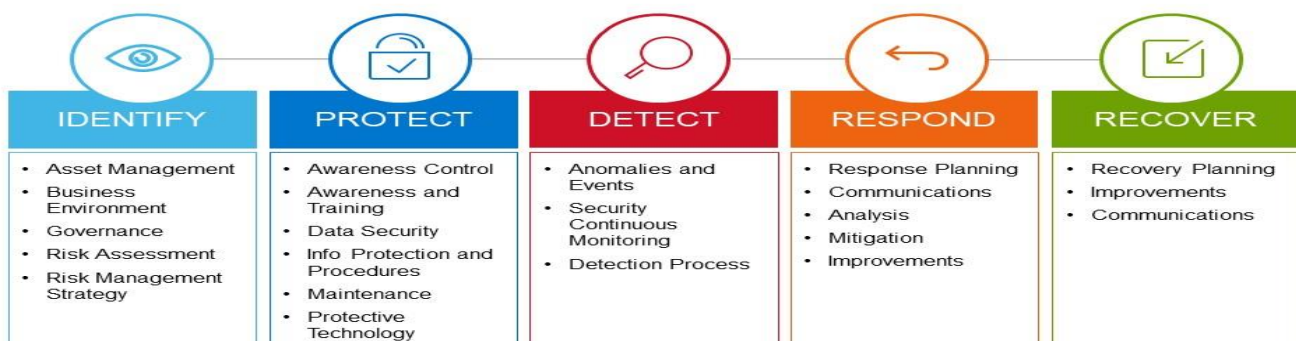 IDENTIFY
• Asset Management
• Business
Environment
• Governance
• Risk Assessment
• Risk Management
Strategy
PROTECT
• Awareness Control
• Awareness and
Training
• Data Security
• Info Protection and
Procedures
• Maintenance
• Protective
Technology
DETECT
• Anomalies and
Events
• Security
Continuous
Monitoring
• Detection Process
RESPOND
• Response Planning
• Communications
• Analysis
• Mitigation
• Improvements
RECOVER
• Recovery Planning
• Improvements
• Communications